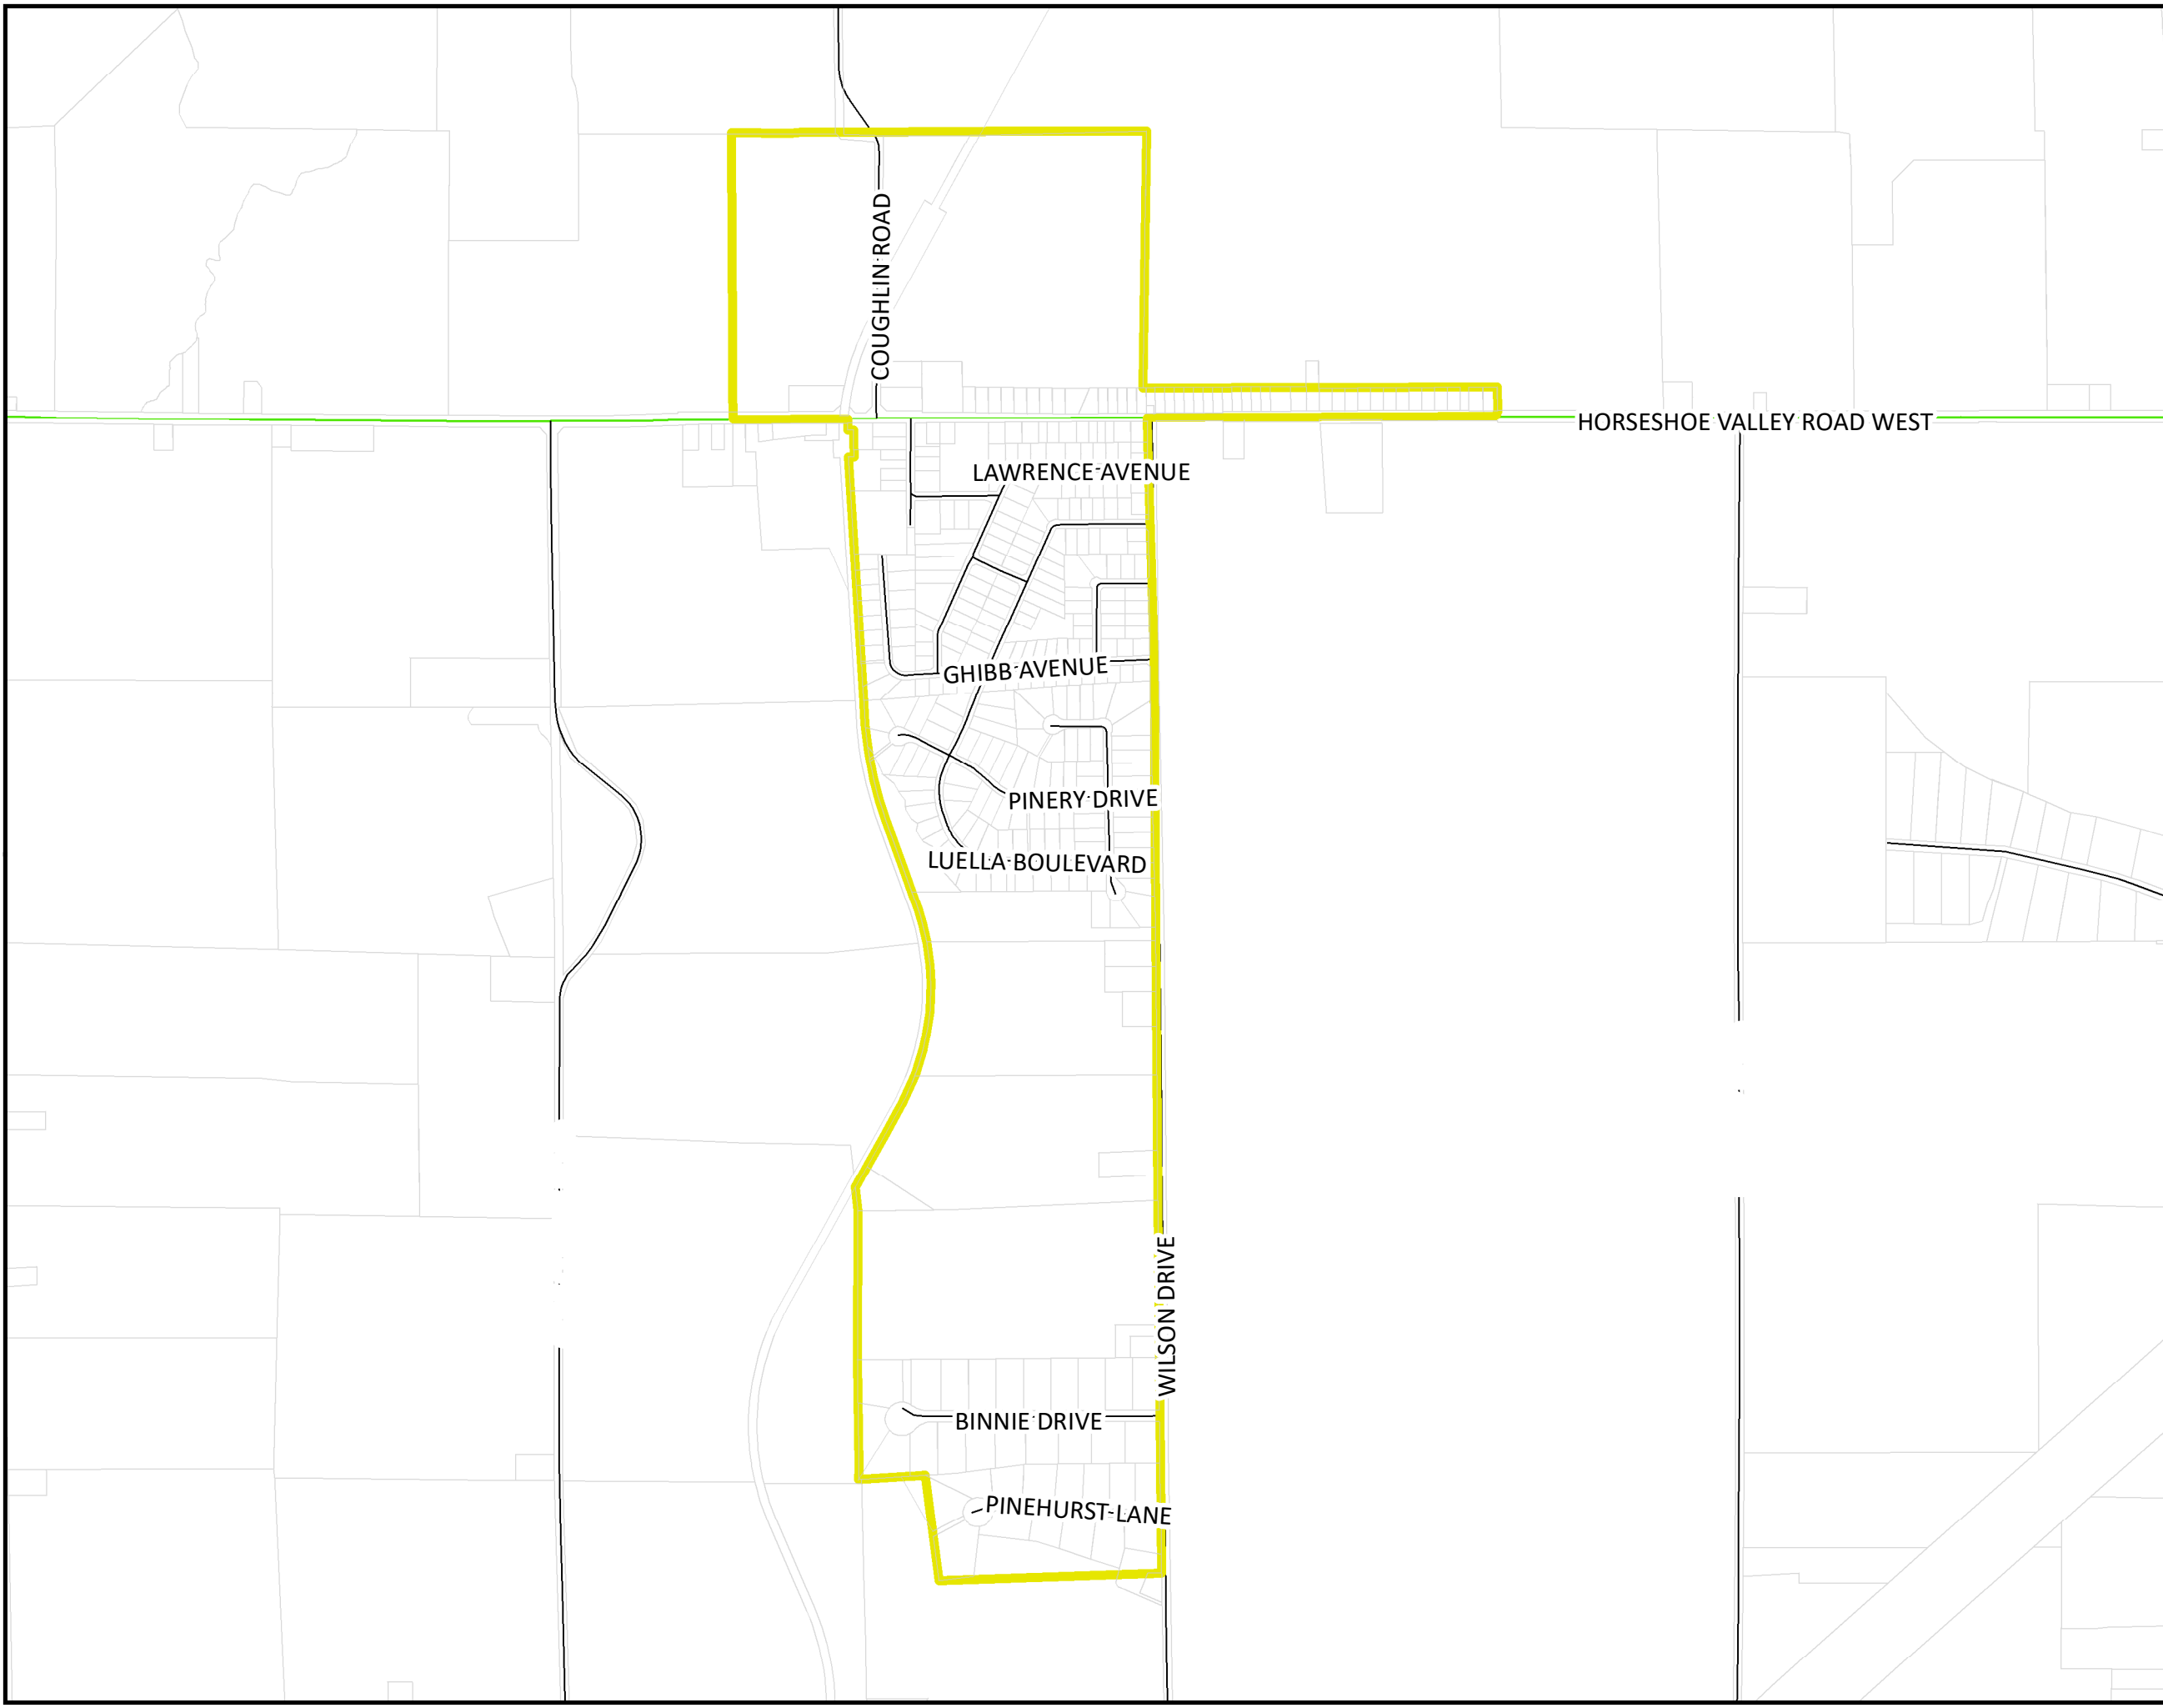 COUGHLIN ROAD
HORSESHOE VALLEY ROAD WEST
LAWRENCE AVENUE
GHIBB AVENUE
PINERY DRIVE
LUELLA BOULEVARD
WILSON DRIVE
BINNIE DRIVE
PINEHURST LANE